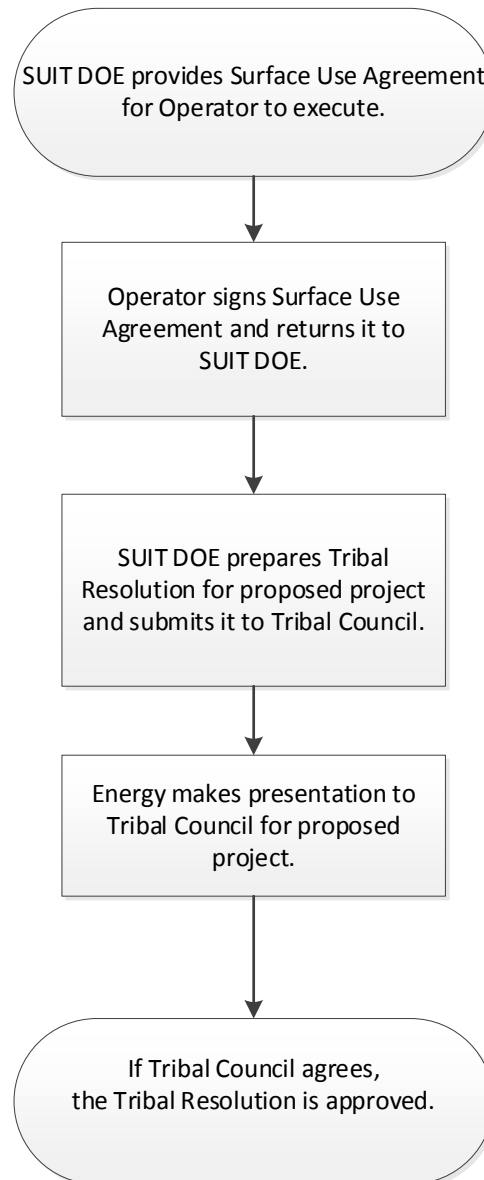 SUIT DOE provides Surface Use Agreement
for Operator to execute.
Operator signs Surface Use
Agreement and returns it to
SUIT DOE.
SUIT DOE prepares Tribal
Resolution for proposed project
and submits it to Tribal Council.
Energy makes presentation to
Tribal Council for proposed
project.
If Tribal Council agrees,
the Tribal Resolution is approved.